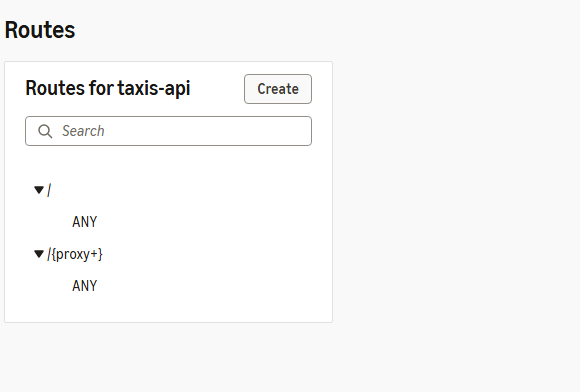 Routes
Routes for taxis-api
Create
Search
/
ANY
/{proxy+}
ANY